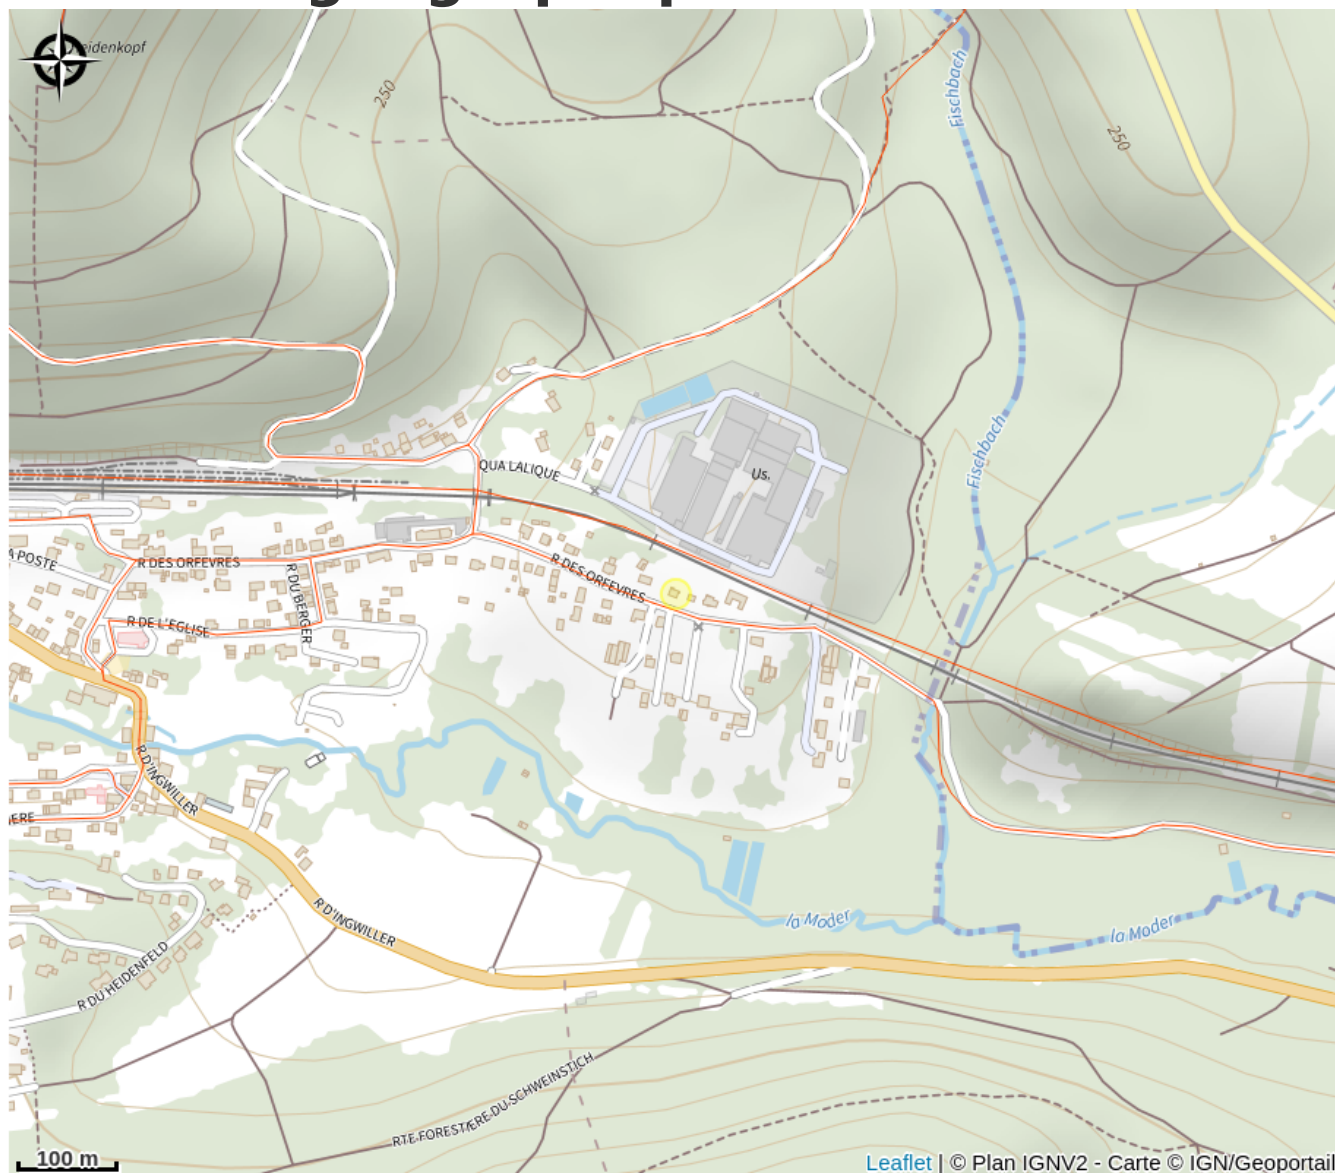 Heidenkopf
250
Fischbach
250
Fischbach
QUA LALIQUE
Us.
R DES ORFEVRES
A POSTE
R DES ORFEVRES
R DU BERGER
R DE L'EGLISE
R D'INGWILLER
R D'INGWILLER
la Moder
la Moder
R DU HEIDENFELD
RTE FORESTIERE DU SCHWEINSTICH
100 m
Leaflet | © Plan IGNV2 - Carte © IGN/Geoportail